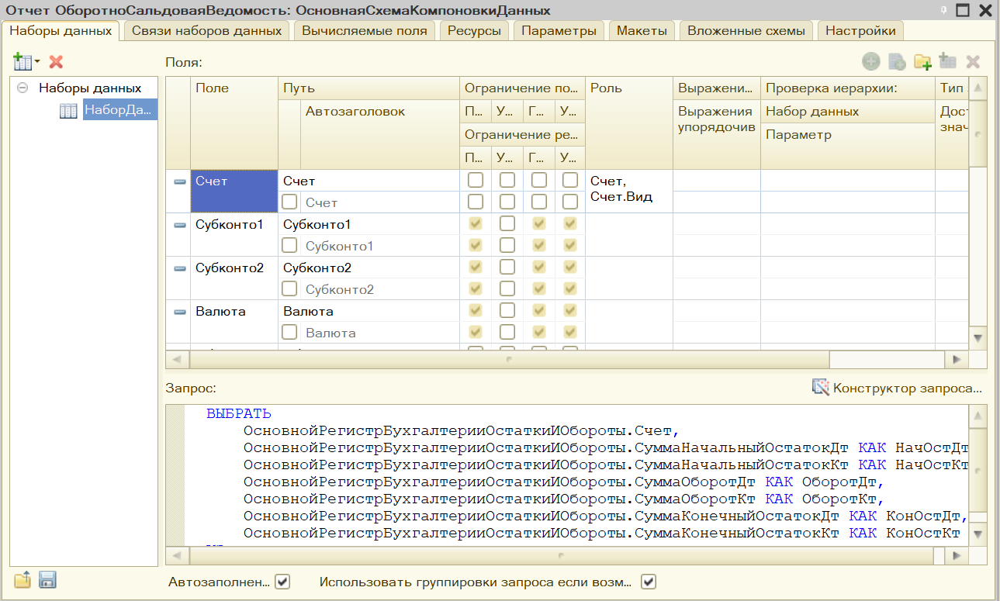 Отчет ОборотноСальдоваяВедомость: ОсновнаяСхемаКомпоновкиДанных
Наборы данных Связи наборов данных Вычисляемые поля Ресурсы Параметры Макеты Вложенные схемы Настройки
Поля:
Наборы данных
НаборДа...
Поле Путь Ограничение по... Роль Выражени... Проверка иерархии: Тип
Автозаголовок П... У... Г... У... Выражения упорядочив Набор данных
Ограничение ре... Параметр
П... У... Г... У...
Счет Счет Счет,
Счет Счет.Вид
Субконто1 Субконто1
Субконто1
Субконто2 Субконто2
Субконто2
Валюта Валюта
Валюта
Запрос: Конструктор запроса...
ВЫБРАТЬ
ОсновнойРегистрБухгалтерииОстаткиИОбороты.Счет,
ОсновнойРегистрБухгалтерииОстаткиИОбороты.СуммаНачальныйОстатокДт КАК НачОстДт
ОсновнойРегистрБухгалтерииОстаткиИОбороты.СуммаНачальныйОстатокКт КАК НачОстКт
ОсновнойРегистрБухгалтерииОстаткиИОбороты.СуммаОборотДт КАК ОборотДт,
ОсновнойРегистрБухгалтерииОстаткиИОбороты.СуммаОборотКт КАК ОборотКт,
ОсновнойРегистрБухгалтерииОстаткиИОбороты.СуммаКонечныйОстатокДт КАК КонОстДт,
ОсновнойРегистрБухгалтерииОстаткиИОбороты.СуммаКонечныйОстатокКт КАК КонОстКт
Автозаполнен... Использовать группировки запроса если возм...